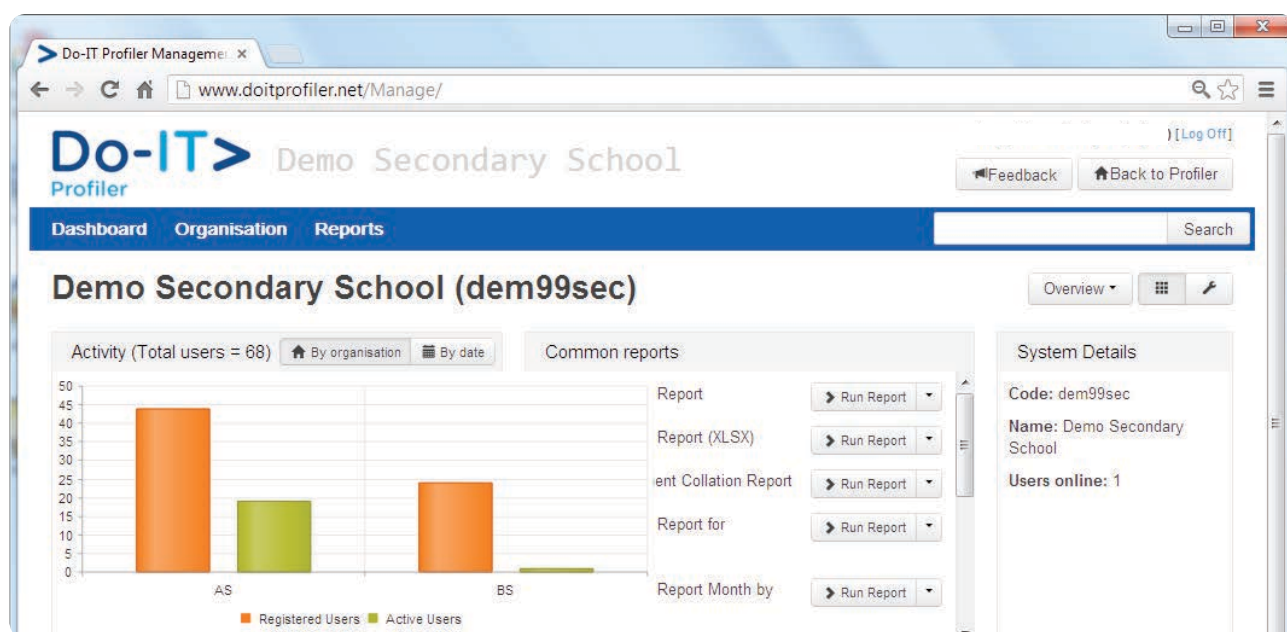 Do-IT Profiler Manageme
www.doitprofiler.net/Manage/
) [Log Off]
Do-IT> Demo Secondary School
Profiler
Feedback Back to Profiler
Dashboard Organisation Reports Search
Demo Secondary School (dem99sec) Overview
Activity (Total users = 68) By organisation By date
50
45
40
35
30
25
20
15
10
5
0
AS BS
Registered Users Active Users
Common reports
Report Run Report
Report (XLSX) Run Report
ent Collation Report Run Report
Report for Run Report
Report Month by Run Report
System Details
Code: dem99sec
Name: Demo Secondary
School
Users online: 1